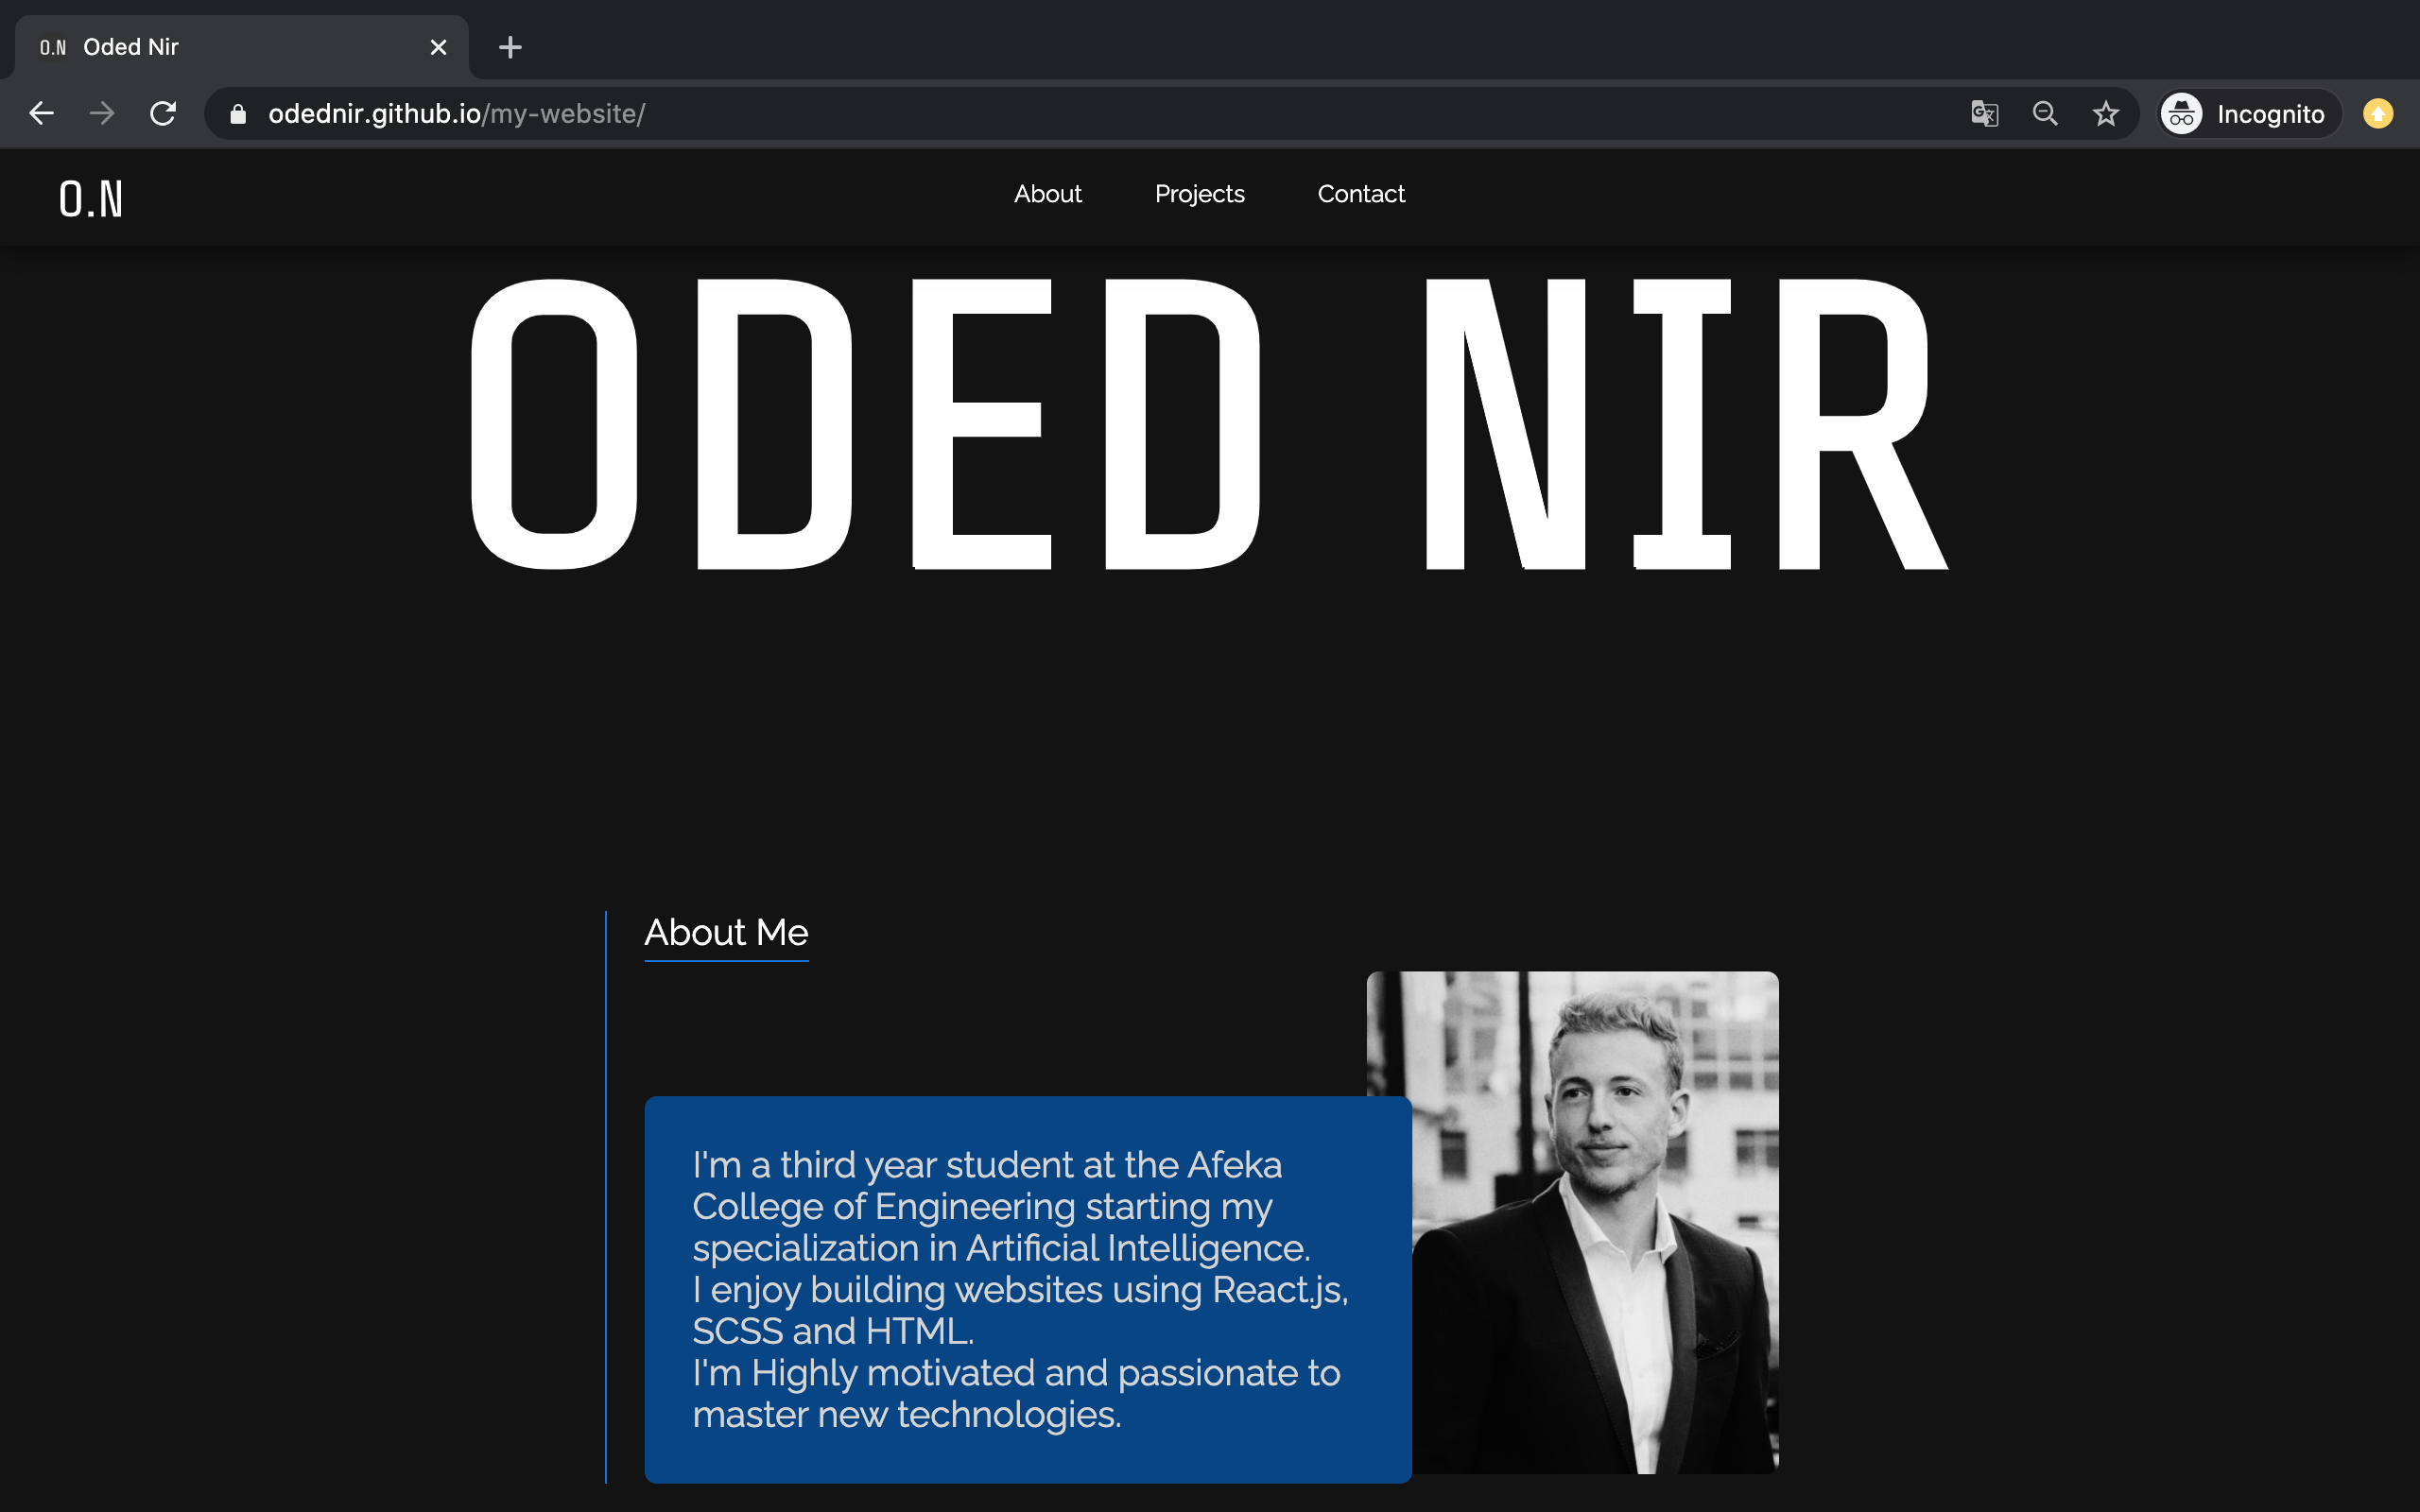 O.N Oded Nir
odednir.github.io/my-website/ Incognito
O.N About Projects Contact
ODED NIR
About Me
I'm a third year student at the Afeka
College of Engineering starting my
specialization in Artificial Intelligence.
I enjoy building websites using React.js,
SCSS and HTML.
I'm Highly motivated and passionate to
master new technologies.